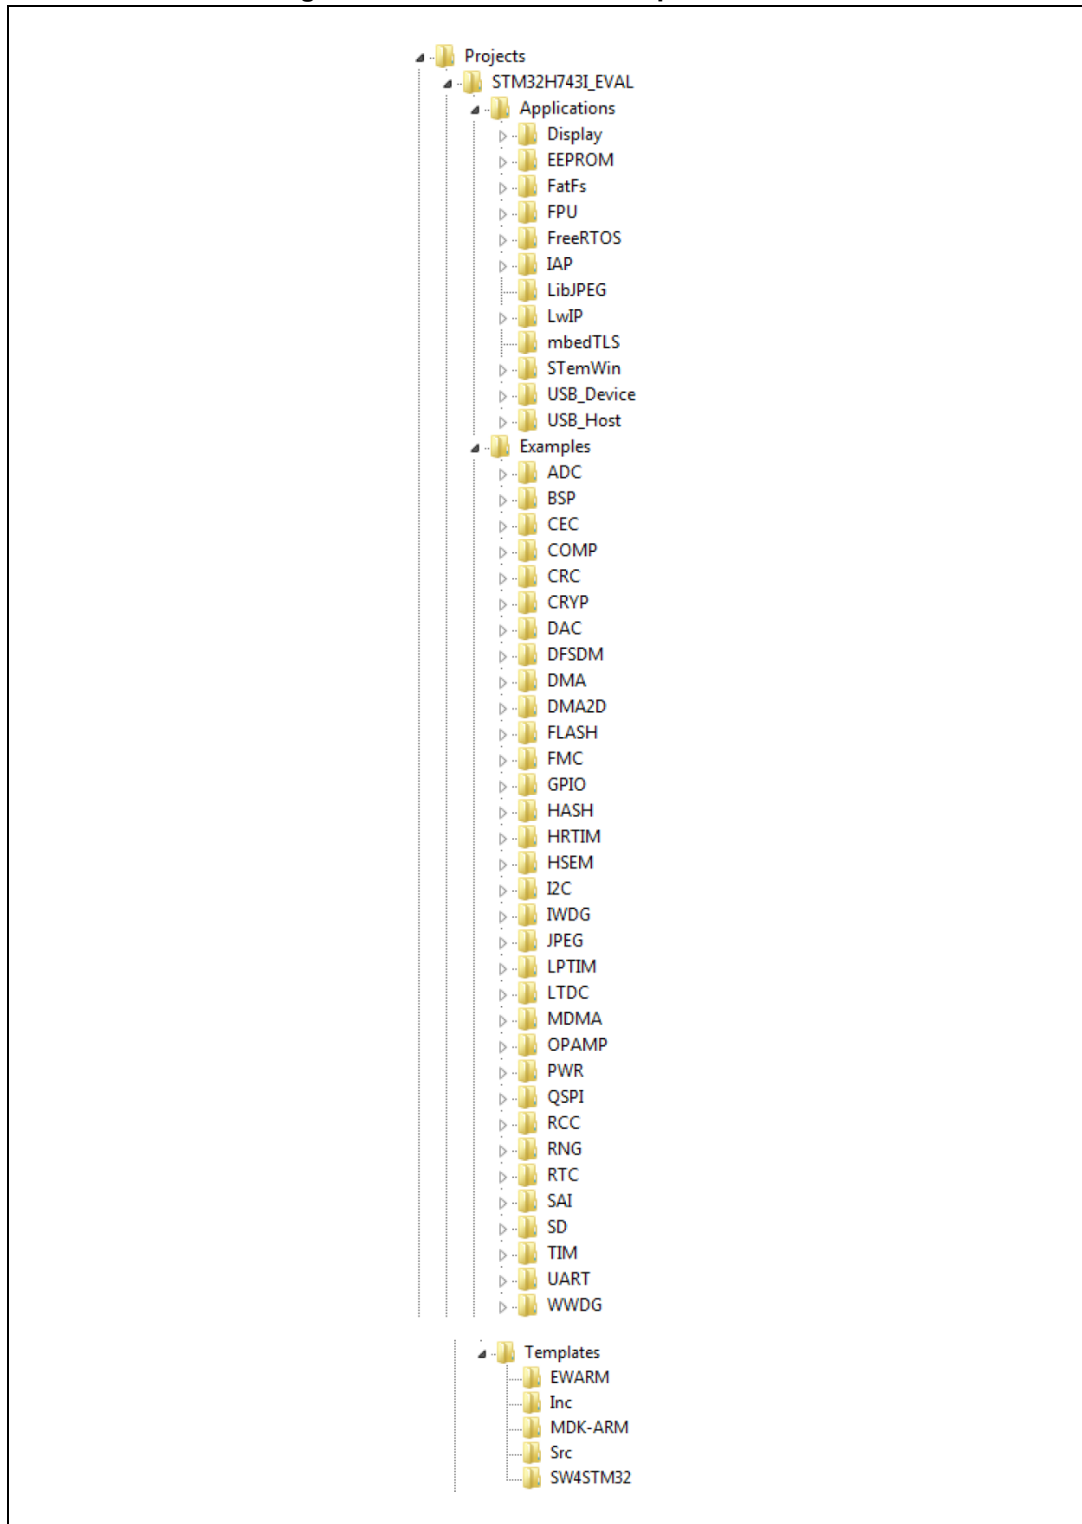 Projects
STM32H743I_EVAL
Applications
Display
EEPROM
FatFs
FPU
FreeRTOS
IAP
LibJPEG
LwIP
mbedTLS
STemWin
USB_Device
USB_Host
Examples
ADC
BSP
CEC
COMP
CRC
CRYP
DAC
DFSDM
DMA
DMA2D
FLASH
FMC
GPIO
HASH
HRTIM
HSEM
I2C
IWDG
JPEG
LPTIM
LTDC
MDMA
OPAMP
PWR
QSPI
RCC
RNG
RTC
SAI
SD
TIM
UART
WWDG
Templates
EWARM
Inc
MDK-ARM
Src
SW4STM32